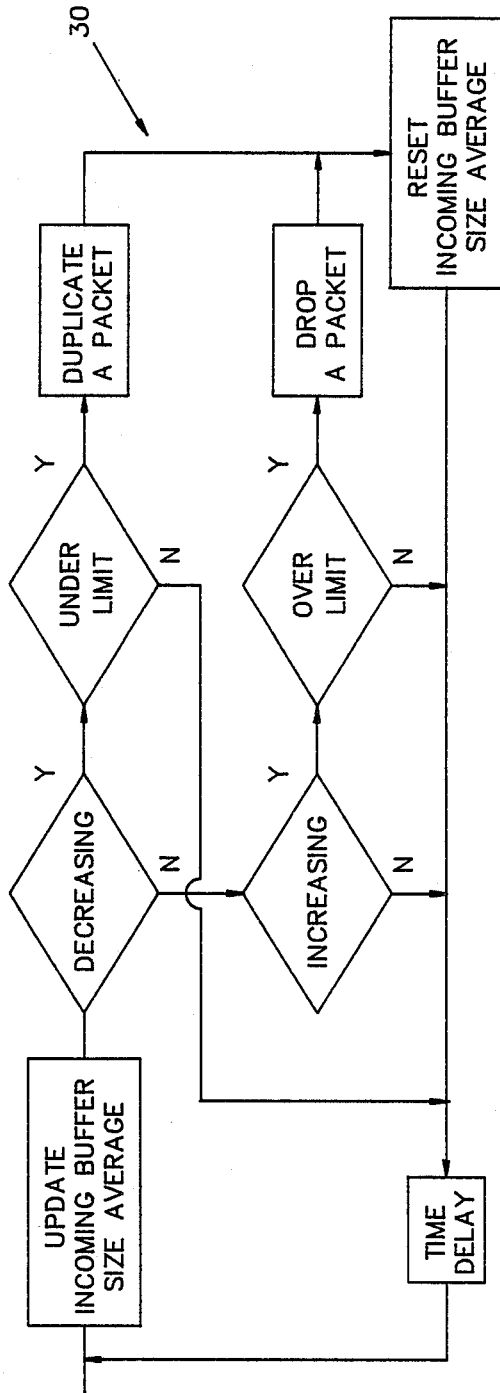 UPDATE
INCOMING BUFFER
SIZE AVERAGE
DECREASING
Y
N
UNDER
LIMIT
Y
N
DUPLICATE
A PACKET
30
INCREASING
Y
N
OVER
LIMIT
Y
N
DROP
A PACKET
RESET
INCOMING BUFFER
SIZE AVERAGE
TIME
DELAY